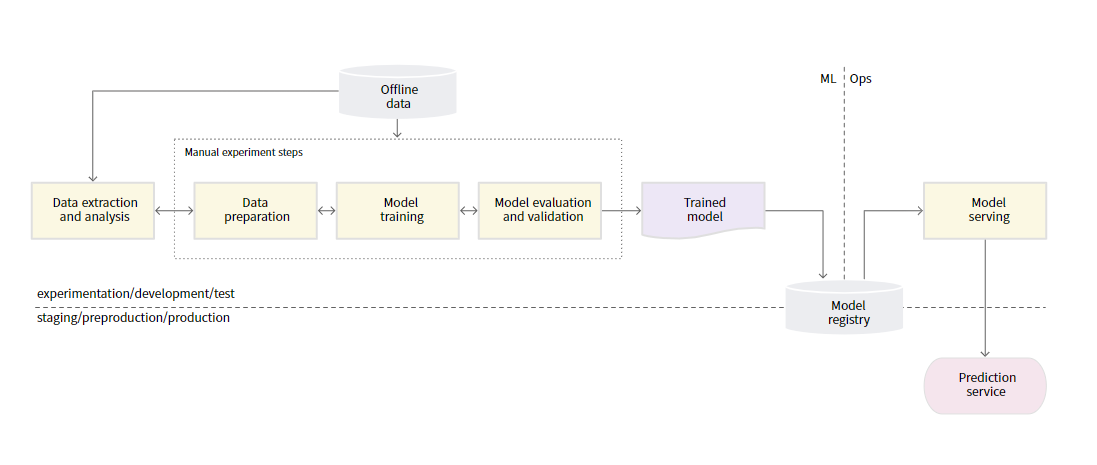 Offline
data
ML
Ops
Manual experiment steps
Data extraction
and analysis
Data
preparation
Model
training
Model evaluation
and validation
Trained
model
Model
serving
experimentation/development/test
staging/preproduction/production
Model
registry
Prediction
service